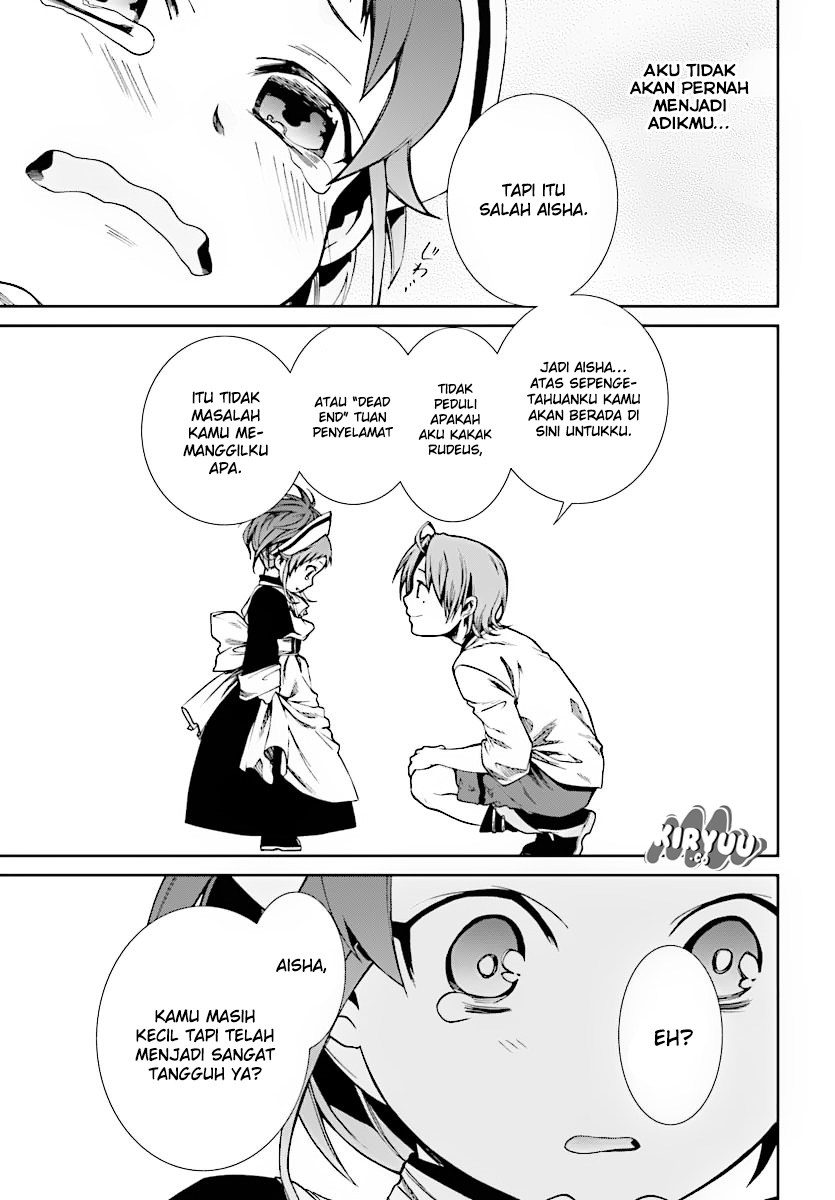 AKU TIDAK
AKAN PERNAH
MENJADI
ADIKMU...
TAPI ITU
SALAH AISHA.
JADI AISHA...
ATAS SEPENGE-
TAHUANKU KAMU
AKAN BERADA DI
SINI UNTUKKU.
TIDAK
PEDULI
APAKAH
AKU KAKAK
RUDEUS,
ATAU “DEAD
END” TUAN
PENYELAMAT
ITU TIDAK
MASALAH
KAMU ME-
MANGGILKU
APA.
KIRYUU
.CO
EH?
AISHA,
KAMU MASIH
KECIL TAPI TELAH
MENJADI SANGAT
TANGGUH YA?